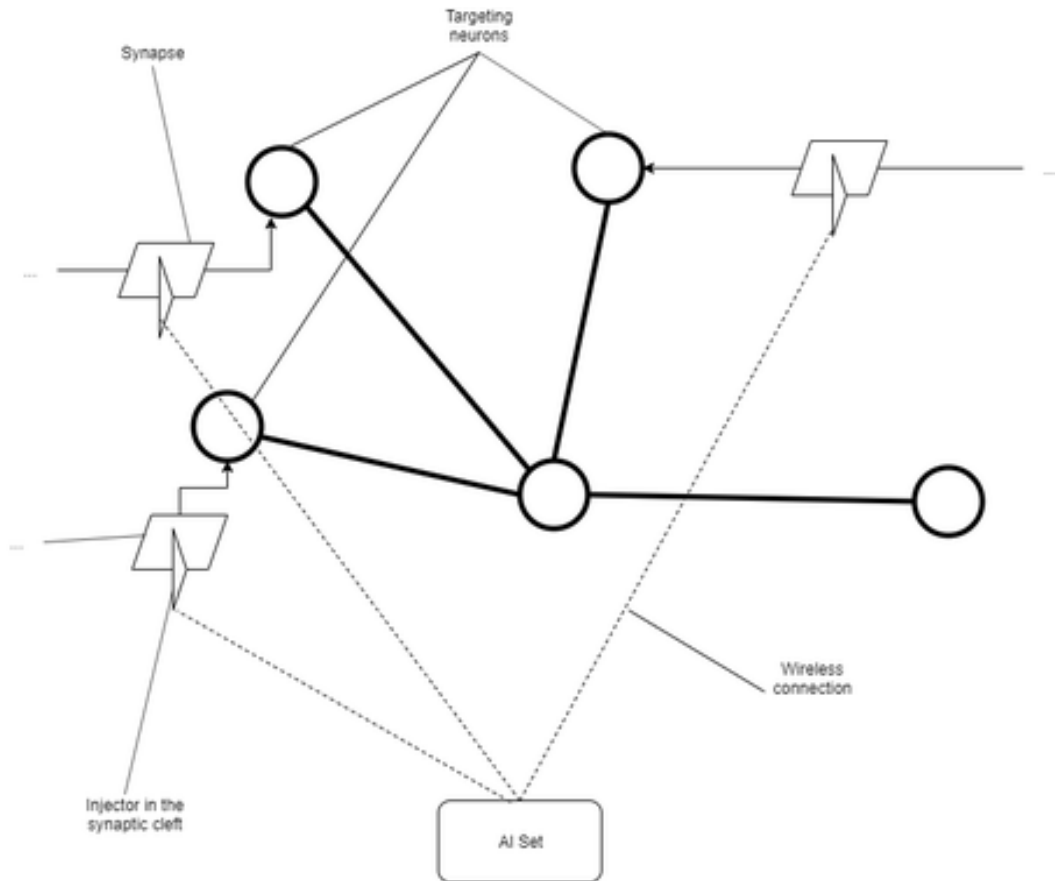 Targeting
neurons
Synapse
...
...
...
Wireless
connection
Injector in the
synaptic cleft
AI Set